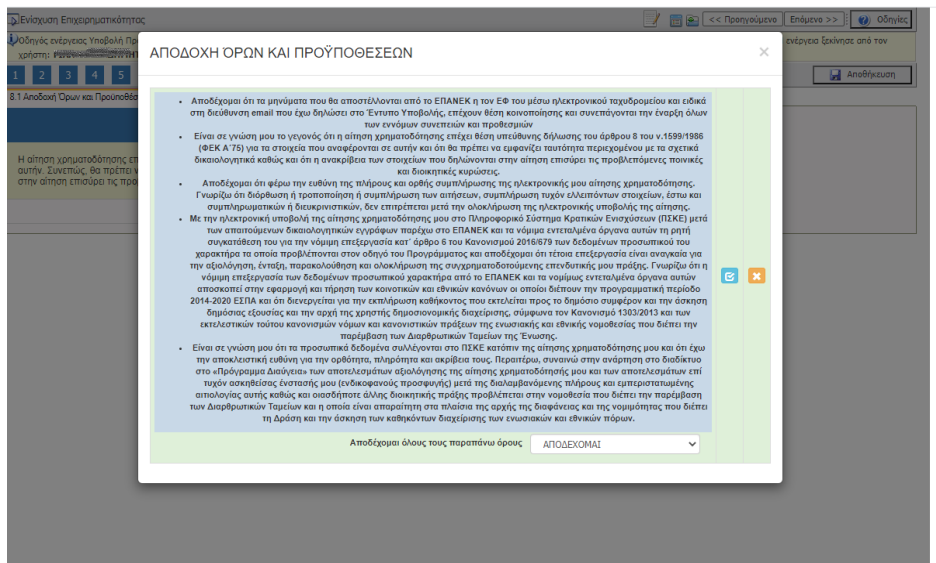 Ενίσχυση Επιχειρηματικότητας
<< Προηγούμενο Επόμενο >> Οδηγίες
Οδηγός ενέργειας Υποβολή Πρ
ενέργεια ξεκίνησε από τον
χρήστη:
1 2 3 4 5
Αποθήκευση
8.1 Αποδοχή Όρων και Προϋποθέσ
Η αίτηση χρηματοδότησης επ
αυτήν. Συνεπώς, θα πρέπει ν
στην αίτηση επισύρει τις προ
ΑΠΟΔΟΧΗ ΌΡΩΝ ΚΑΙ ΠΡΟΫΠΟΘΕΣΕΩΝ ×
• Αποδέχομαι ότι τα μηνύματα που θα αποστέλλονται από το ΕΠΑΝΕΚ η τον ΕΦ του μέσω ηλεκτρονικού ταχυδρομείου και ειδικά
στη διεύθυνση email που έχω δηλώσει στο Έντυπο Υποβολής, επέχουν θέση κοινοποίησης και συνεπάγονται την έναρξη όλων
των εννόμων συνεπειών και προθεσμιών
• Είναι σε γνώση μου το γεγονός ότι η αίτηση χρηματοδότησης επέχει θέση υπεύθυνης δήλωσης του άρθρου 8 του ν.1599/1986
(ΦΕΚ Α΄75) για τα στοιχεία που αναφέρονται σε αυτήν και ότι θα πρέπει να εμφανίζει ταυτότητα περιεχομένου με τα σχετικά
δικαιολογητικά καθώς και ότι η ανακρίβεια των στοιχείων που δηλώνονται στην αίτηση επισύρει τις προβλεπόμενες ποινικές
και διοικητικές κυρώσεις.
• Αποδέχομαι ότι φέρω την ευθύνη της πλήρους και ορθής συμπλήρωσης της ηλεκτρονικής μου αίτησης χρηματοδότησης.
Γνωρίζω ότι διόρθωση ή τροποποίηση ή συμπλήρωση των αιτήσεων, συμπλήρωση τυχόν ελλειπόντων στοιχείων, έστω και
συμπληρωματικών ή διευκρινιστικών, δεν επιτρέπεται μετά την ολοκλήρωση της ηλεκτρονικής υποβολής της αίτησης.
• Με την ηλεκτρονική υποβολή της αίτησης χρηματοδότησης μου στο Πληροφορικό Σύστημα Κρατικών Ενισχύσεων (ΠΣΚΕ) μετά
των απαιτούμενων δικαιολογητικών εγγράφων παρέχω στο ΕΠΑΝΕΚ και τα νόμιμα εντεταλμένα όργανα αυτών τη ρητή
συγκατάθεση του για την νόμιμη επεξεργασία κατ΄ άρθρο 6 του Κανονισμού 2016/679 των δεδομένων προσωπικού του
χαρακτήρα τα οποία προβλέπονται στον οδηγό του Προγράμματος και αποδέχομαι ότι τέτοια επεξεργασία είναι αναγκαία για
την αξιολόγηση, ένταξη, παρακολούθηση και ολοκλήρωση της συγχρηματοδοτούμενης επενδυτικής μου πράξης. Γνωρίζω ότι η
νόμιμη επεξεργασία των δεδομένων προσωπικού χαρακτήρα από το ΕΠΑΝΕΚ και τα νομίμως εντεταλμένα όργανα αυτών
αποσκοπεί στην εφαρμογή και τήρηση των κοινοτικών και εθνικών κανόνων οι οποίοι διέπουν την προγραμματική περίοδο
2014-2020 ΕΣΠΑ και ότι διενεργείται για την εκπλήρωση καθήκοντος που εκτελείται προς το δημόσιο συμφέρον και την άσκηση
δημόσιας εξουσίας και την αρχή της χρηστής δημοσιονομικής διαχείρισης, σύμφωνα τον Κανονισμό 1303/2013 και των
εκτελεστικών τούτου κανονισμών νόμων και κανονιστικών πράξεων της ενωσιακής και εθνικής νομοθεσίας που διέπει την
παρέμβαση των Διαρθρωτικών Ταμείων της Ένωσης.
• Είναι σε γνώση μου ότι τα προσωπικά δεδομένα συλλέγονται στο ΠΣΚΕ κατόπιν της αίτησης χρηματοδότησης μου και ότι έχω
την αποκλειστική ευθύνη για την ορθότητα, πληρότητα και ακρίβεια τους. Περαιτέρω, συναινώ στην ανάρτηση στο διαδίκτυο
στο «Πρόγραμμα Διαύγεια» των αποτελεσμάτων αξιολόγησης της αίτησης χρηματοδότησής μου και των αποτελεσμάτων επί
τυχόν ασκηθείσας ένστασής μου (ενδικοφανούς προσφυγής) μετά της διαλαμβανόμενης πλήρους και εμπεριστατωμένης
αιτιολογίας αυτής καθώς και οιασδήποτε άλλης διοικητικής πράξης προβλέπεται στην νομοθεσία που διέπει την παρέμβαση
των Διαρθρωτικών Ταμείων και η οποία είναι απαραίτητη στα πλαίσια της αρχής της διαφάνειας και της νομιμότητας που διέπει
τη Δράση και την άσκηση των καθηκόντων διαχείρισης των ενωσιακών και εθνικών πόρων.
Αποδέχομαι όλους τους παραπάνω όρους ΑΠΟΔΕΧΟΜΑΙ